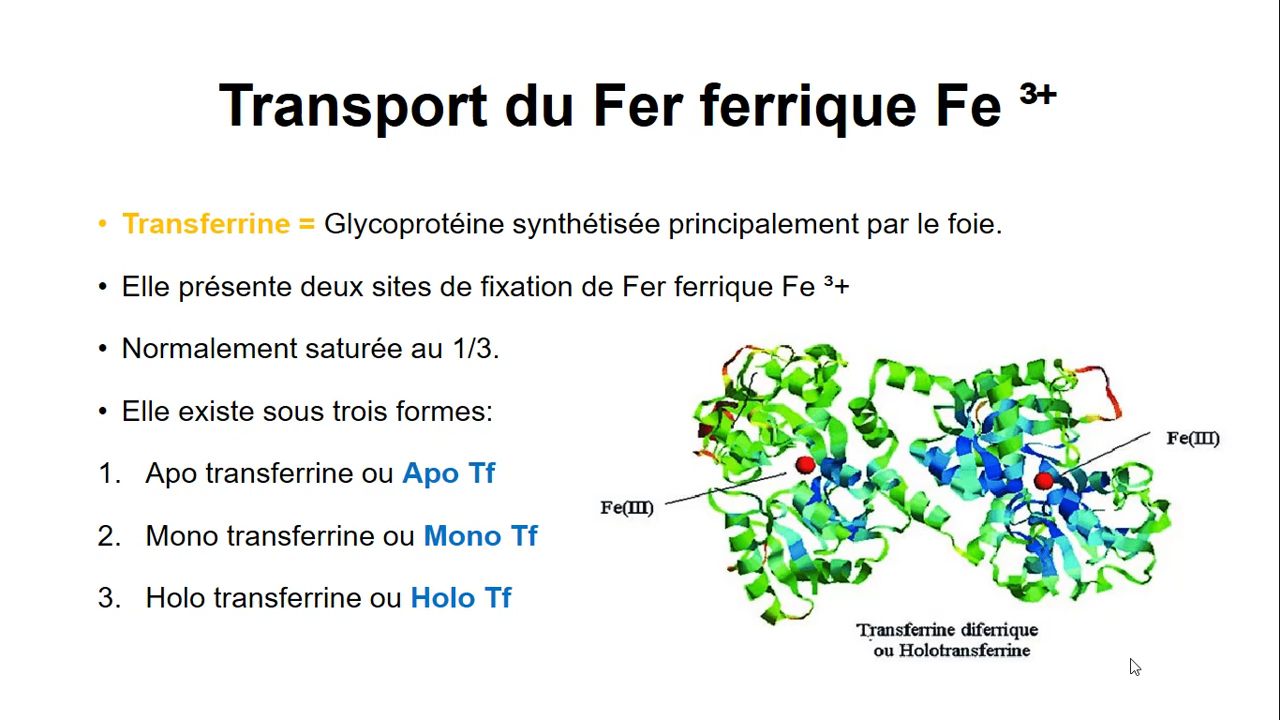 Transport du Fer ferrique Fe ³⁺
• Transferrine = Glycoprotéine synthétisée principalement par le foie.
• Elle présente deux sites de fixation de Fer ferrique Fe ³+
• Normalement saturée au 1/3.
• Elle existe sous trois formes:
1. Apo transferrine ou Apo Tf
2. Mono transferrine ou Mono Tf
3. Holo transferrine ou Holo Tf
Fe(III)
Fe(III)
Transferrine diferrique
ou Holotransferrine